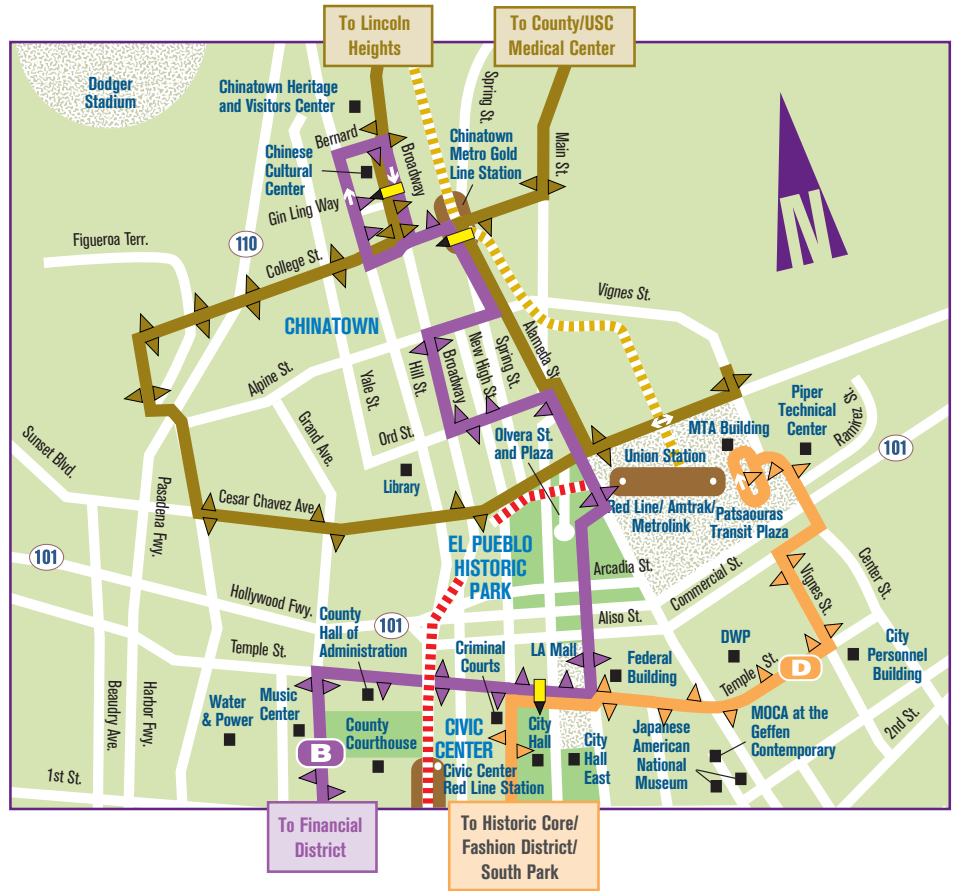 To Lincoln
Heights
To County/USC
Medical Center
Dodger
Stadium
Chinatown Heritage
and Visitors Center
Spring St.
Bernard
Broadway
Chinatown
Metro Gold
Line Station
Main St.
Chinese
Cultural
Center
Gin Ling Way
Figueroa Terr.
110
College St.
N
Vignes St.
CHINATOWN
Alameda St.
Alpine St.
Yale St.
Hill St.
Broadway
New High St.
Spring St.
Grand Ave.
Ord St.
Olvera St.
and Plaza
MTA Building
Piper
Technical
Center
Ramirez St.
101
Sunset Blvd.
Library
Union Station
Pasadena Fwy.
Cesar Chavez Ave.
Red Line/ Amtrak/
Metrolink
Patsaouras
Transit Plaza
101
EL PUEBLO
HISTORIC
PARK
Arcadia St.
Commercial St.
Vignes St.
Center St.
Hollywood Fwy.
County
Hall of
Administration
101
Aliso St.
Temple St.
Criminal
Courts
LA Mall
Federal
Building
DWP
City
Personnel
Building
Temple St.
D
Beaudry Ave.
Harbor Fwy.
Water
& Power
Music
Center
B
County
Courthouse
CIVIC
CENTER
City
Hall
City
Hall
East
Japanese
American
National
Museum
MOCA at the
Geffen
Contemporary
2nd St.
1st St.
Civic Center
Red Line Station
To Financial
District
To Historic Core/
Fashion District/
South Park